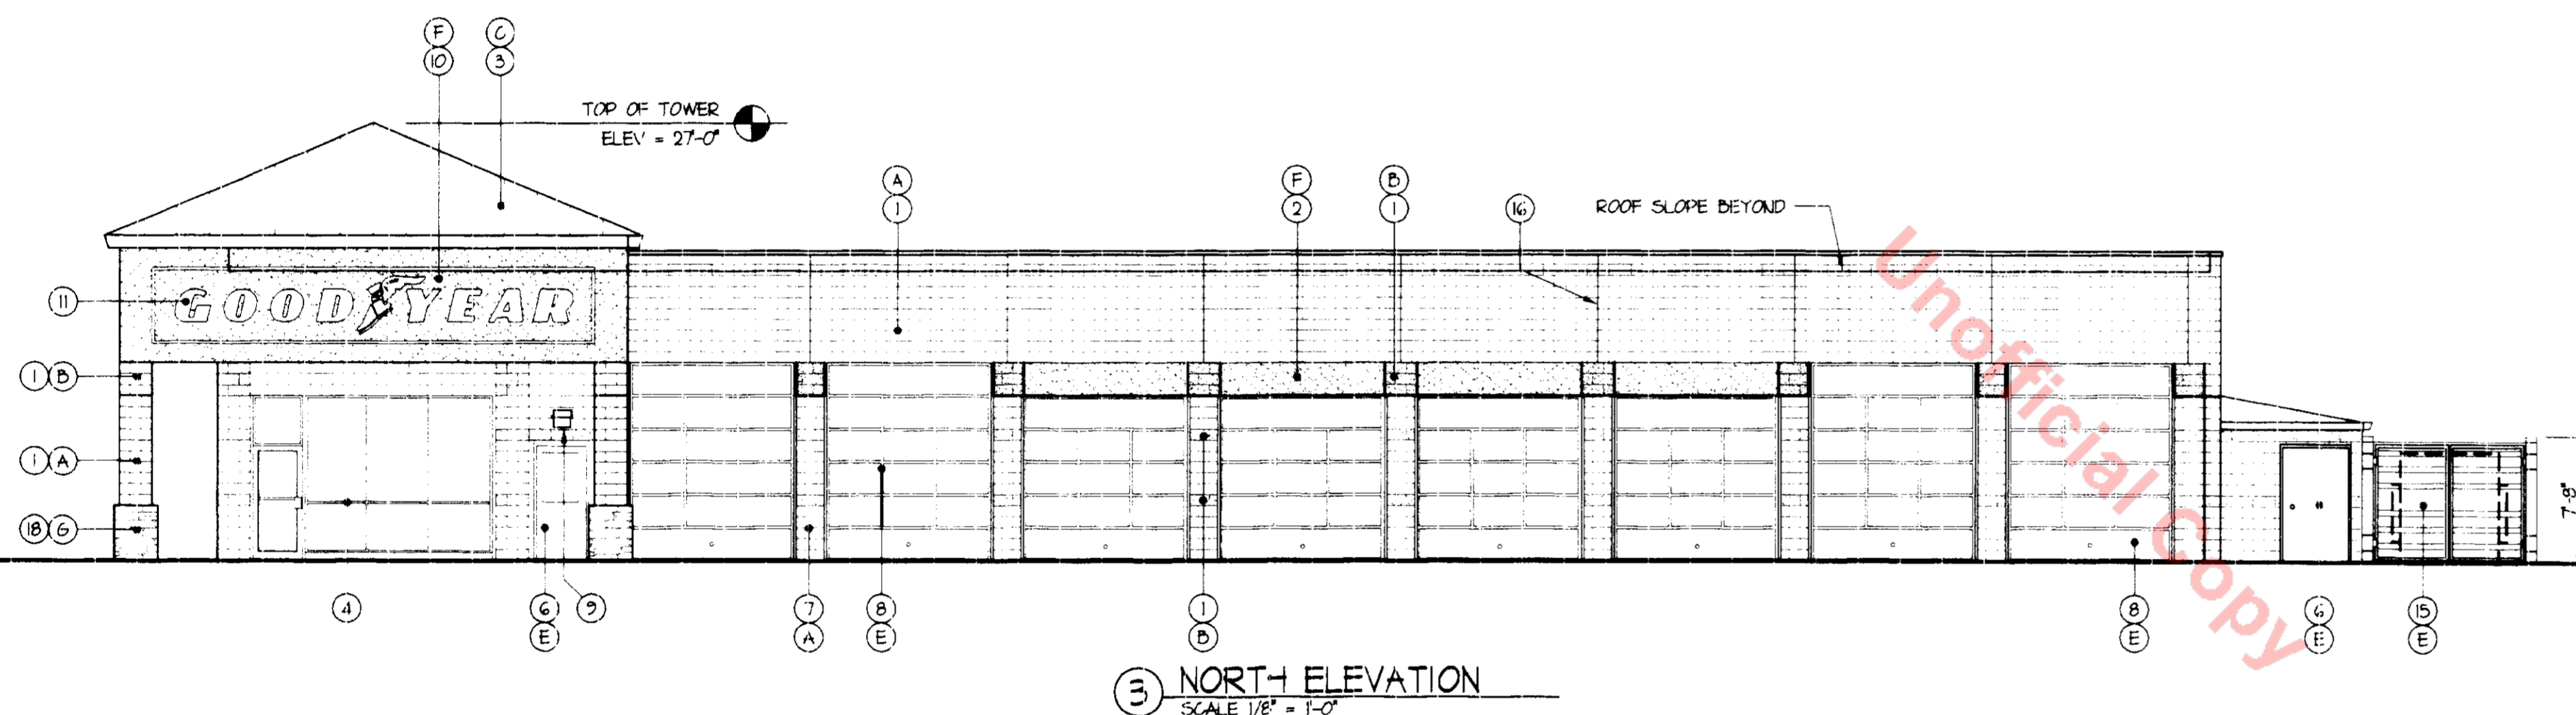 F
10
C
3
TOP OF TOWER
ELEV = 27'-0"
A
1
F
2
B
1
16
ROOF SLOPE BEYOND
11
GOODYEAR
1 B
1 A
18 G
7'-8"
4
6
E
9
7
A
8
E
1
B
8
E
6
E
15
E
3 NORTH ELEVATION
SCALE 1/8" = 1'-0"
Unofficial Copy